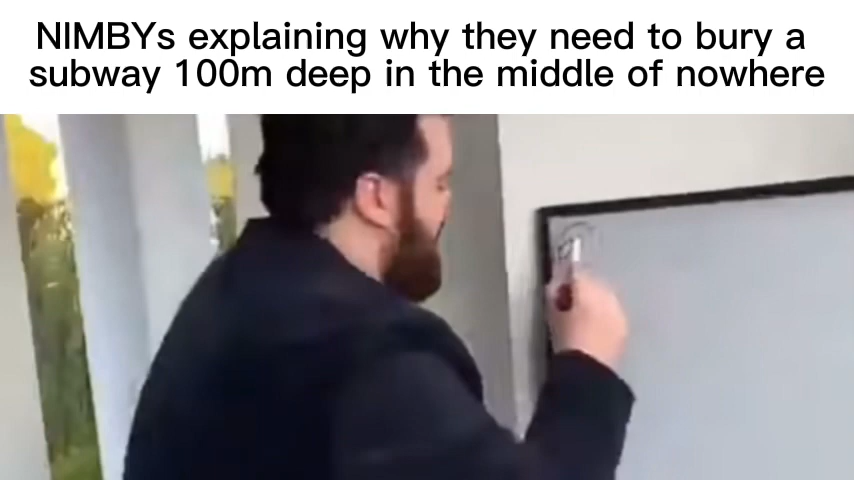 NIMBYs explaining why they need to bury a
subway 100m deep in the middle of nowhere